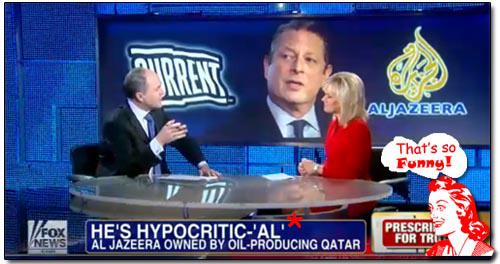 CURRENT
ALJAZEERA
That's so
Funny!
HE'S HYPOCRITIC-'AL'*
AL JAZEERA OWNED BY OIL-PRODUCING QATAR
FOX
NEWS
PRESCRI
FOR TR